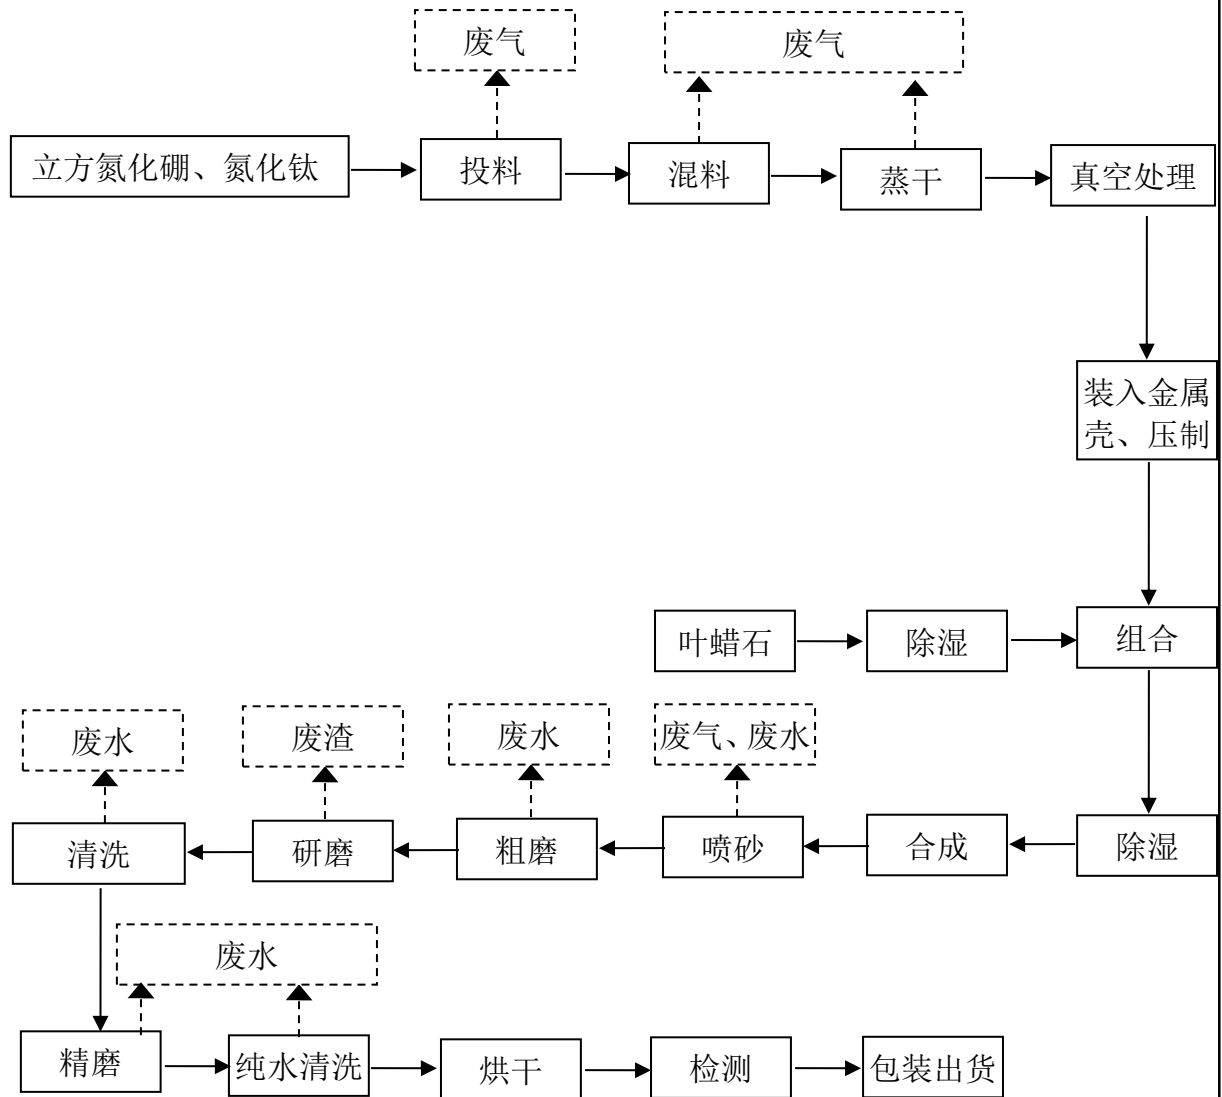 废气
废气
立方氮化硼、氮化钛
投料
混料
蒸干
真空处理
装入金属
壳、压制
叶蜡石
除湿
组合
废水
废渣
废水
废气、废水
清洗
研磨
粗磨
喷砂
合成
除湿
废水
精磨
纯水清洗
烘干
检测
包装出货